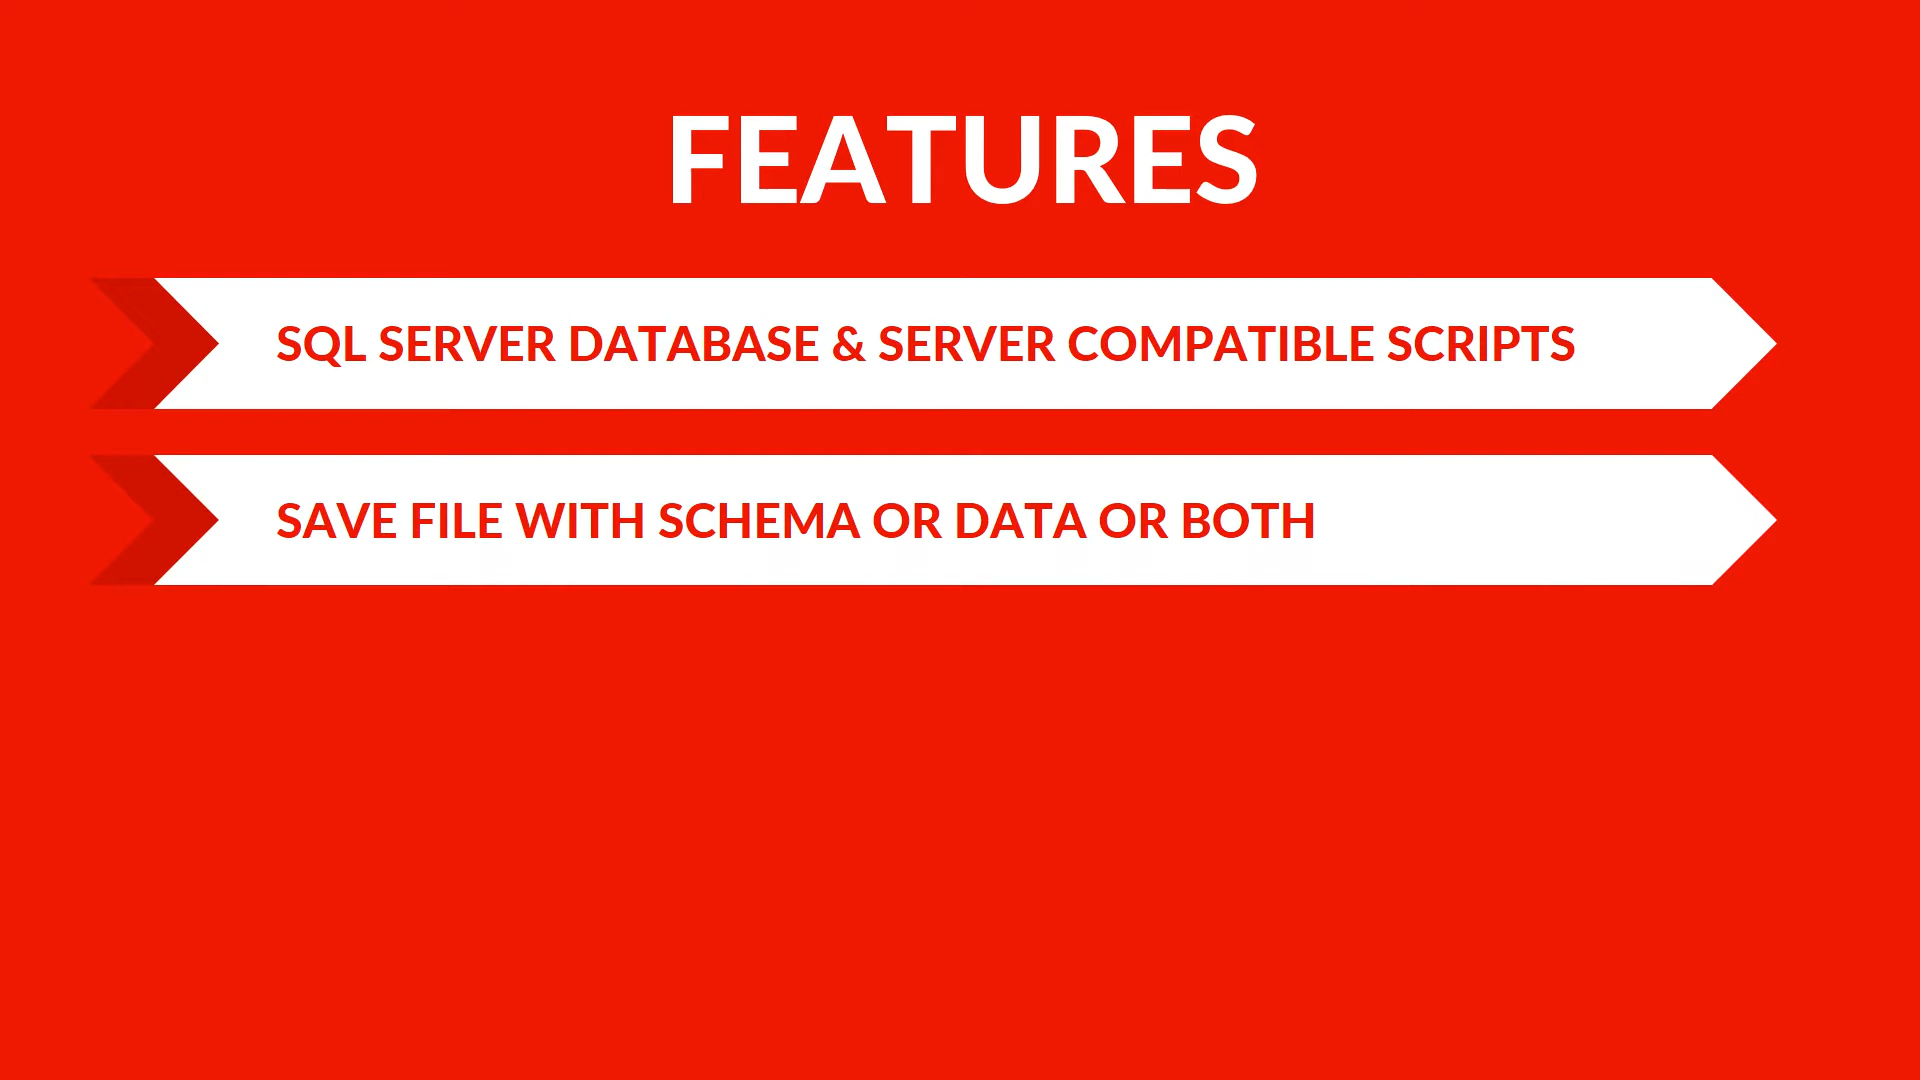 FEATURES
SQL SERVER DATABASE & SERVER COMPATIBLE SCRIPTS
SAVE FILE WITH SCHEMA OR DATA OR BOTH